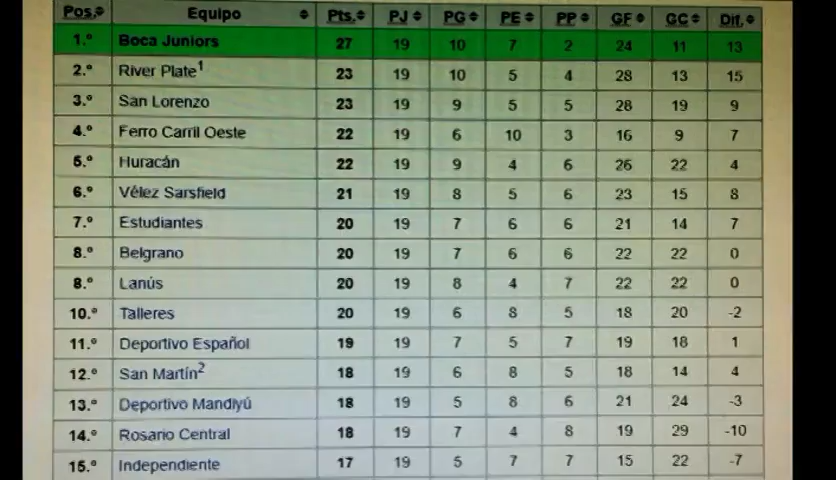 Pos. Equipo Pts. PJ PG PE PP GF GC Dif.
1.º Boca Juniors 27 19 10 7 2 24 11 13
2.º River Plate1 23 19 10 5 4 28 13 15
3.º San Lorenzo 23 19 9 5 5 28 19 9
4.º Ferro Carril Oeste 22 19 6 10 3 16 9 7
5.º Huracán 22 19 9 4 6 26 22 4
6.º Vélez Sarsfield 21 19 8 5 6 23 15 8
7.º Estudiantes 20 19 7 6 6 21 14 7
8.º Belgrano 20 19 7 6 6 22 22 0
8.º Lanús 20 19 8 4 7 22 22 0
10.º Talleres 20 19 6 8 5 18 20 -2
11.º Deportivo Español 19 19 7 5 7 19 18 1
12.º San Martín2 18 19 6 8 5 18 14 4
13.º Deportivo Mandiyú 18 19 5 8 6 21 24 -3
14.º Rosario Central 18 19 7 4 8 19 29 -10
15.º Independiente 17 19 5 7 7 15 22 -7